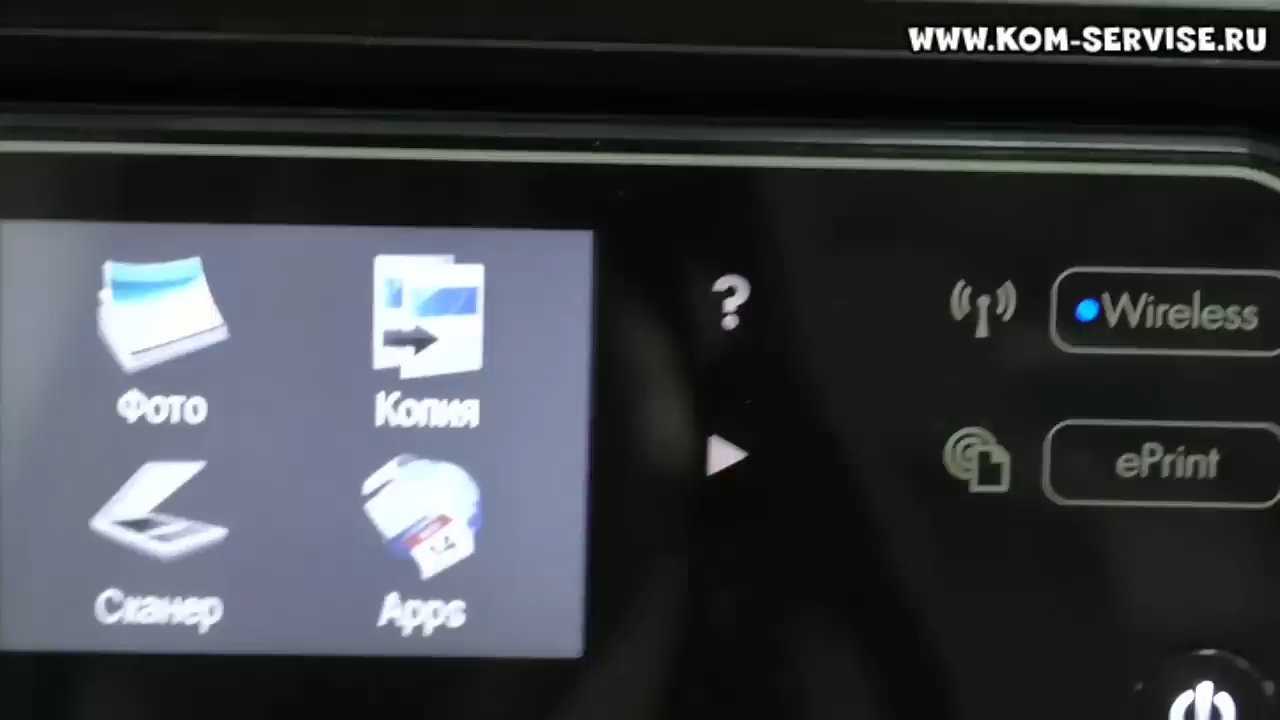 WWW.KOM-SERVISE.RU
Фото
Копия
?
Wireless
ePrint
Сканер
Apps